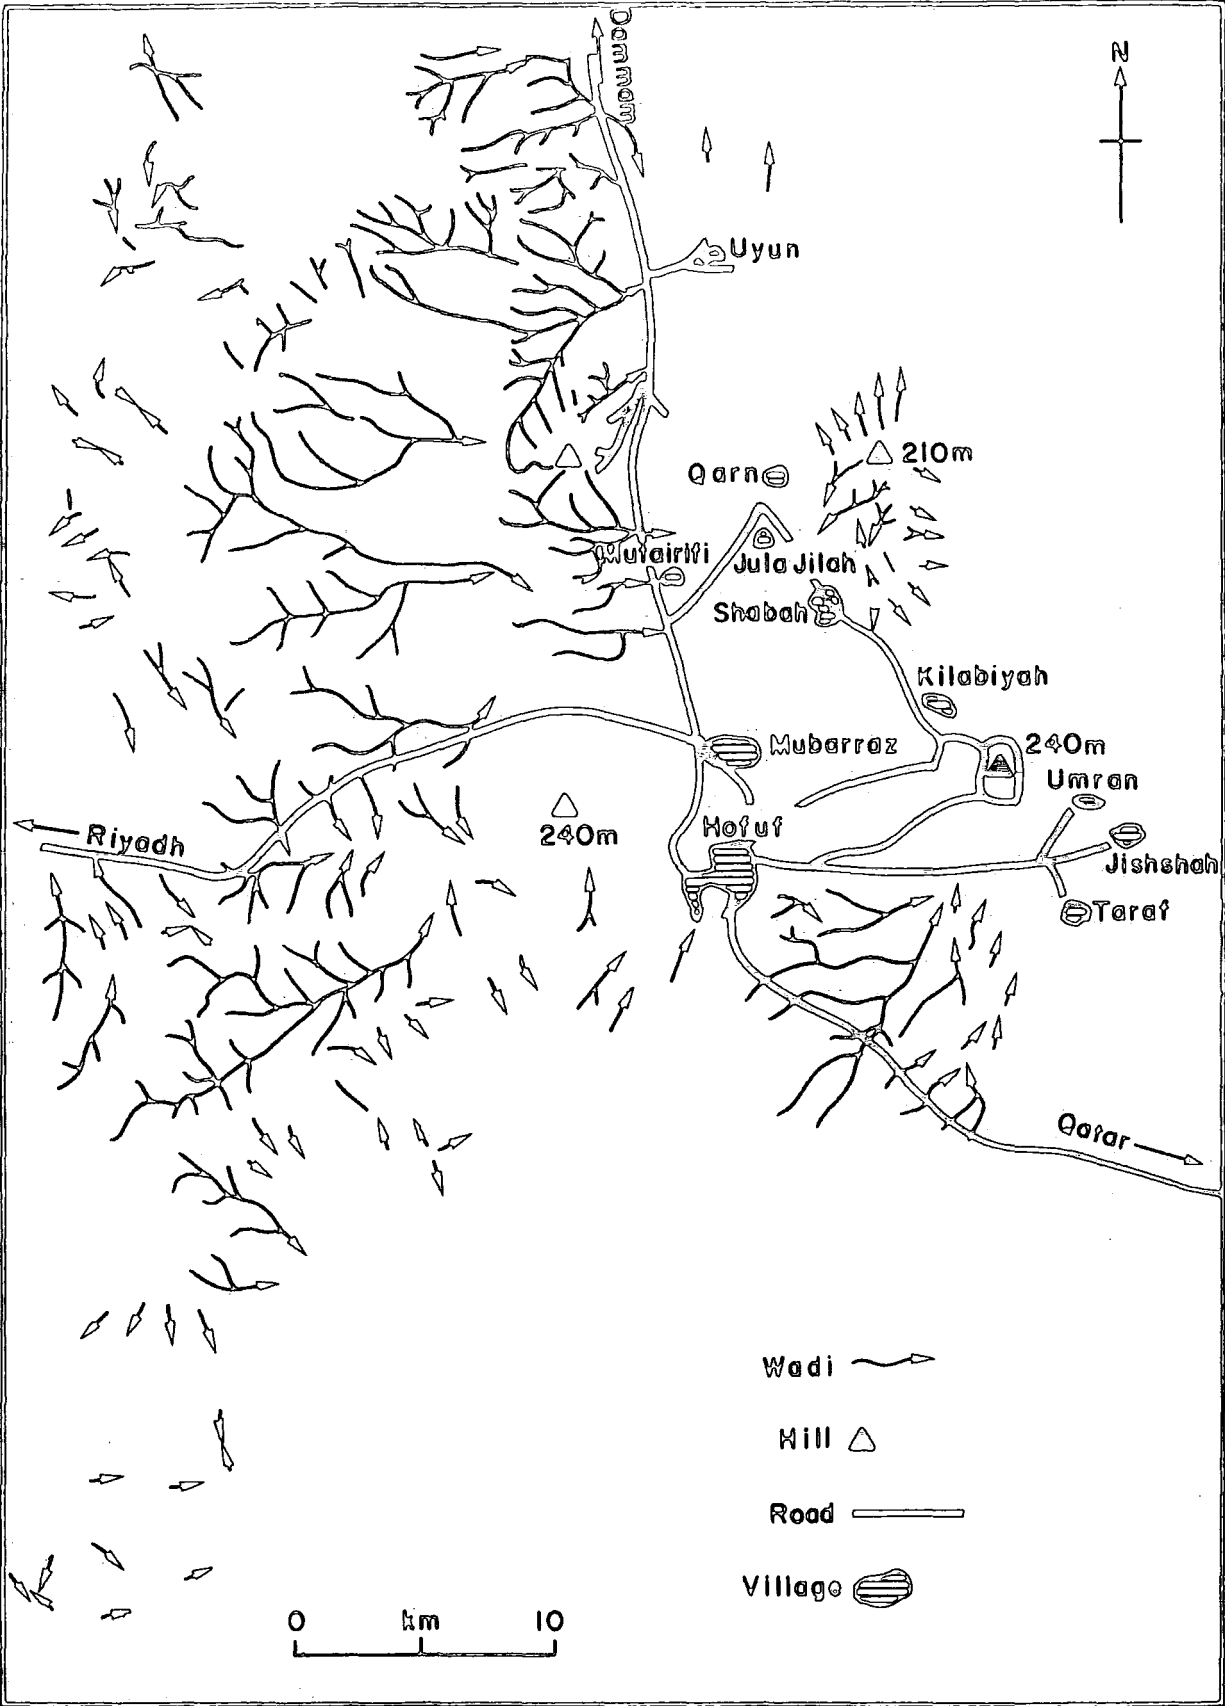 Dammam
N
Uyun
210m
Qarn
Mutairifi
Jula Jilah
Shabah
Kilabiyah
Mubarraz
240m
Umran
240m
Hofuf
Riyadh
Jishshah
Taraf
Qatar
Wadi
Hill
Road
Village
0 km 10